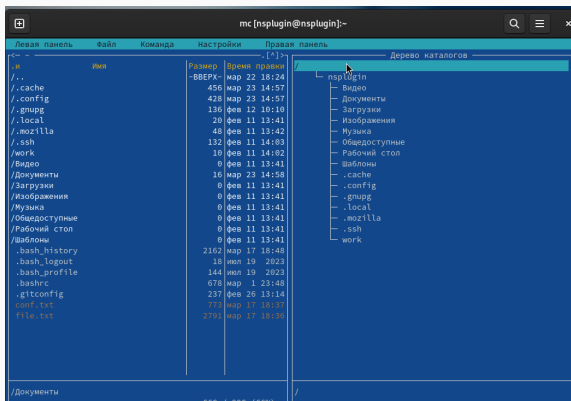 mc [nsplugin@nsplugin]:~
Левая панель Файл Команда Настройки Правая панель
<- ~ .[^]>
.и Имя Размер Время правки
/.. -ВВЕРХ- мар 22 18:24
/.cache 456 мар 23 14:57
/.config 428 мар 23 14:57
/.gnupg 136 фев 12 10:10
/.local 20 фев 11 13:41
/.mozilla 48 фев 11 13:42
/.ssh 132 фев 11 14:03
/work 10 фев 11 14:02
/Видео 0 фев 11 13:41
/Документы 16 мар 23 14:58
/Загрузки 0 фев 11 13:41
/Изображения 0 фев 11 13:41
/Музыка 0 фев 11 13:41
/Общедоступные 0 фев 11 13:41
/Рабочий стол 0 фев 11 13:41
/Шаблоны 0 фев 11 13:41
.bash_history 2162 мар 17 18:48
.bash_logout 18 июл 19 2023
.bash_profile 144 июл 19 2023
.bashrc 678 мар 1 23:48
.gitconfig 237 фев 26 13:14
conf.txt 773 мар 17 18:37
file.txt 2791 мар 17 18:36
/Документы
Дерево каталогов
/
nsplugin
Видео
Документы
Загрузки
Изображения
Музыка
Общедоступные
Рабочий стол
Шаблоны
.cache
.config
.gnupg
.local
.mozilla
.ssh
work
/